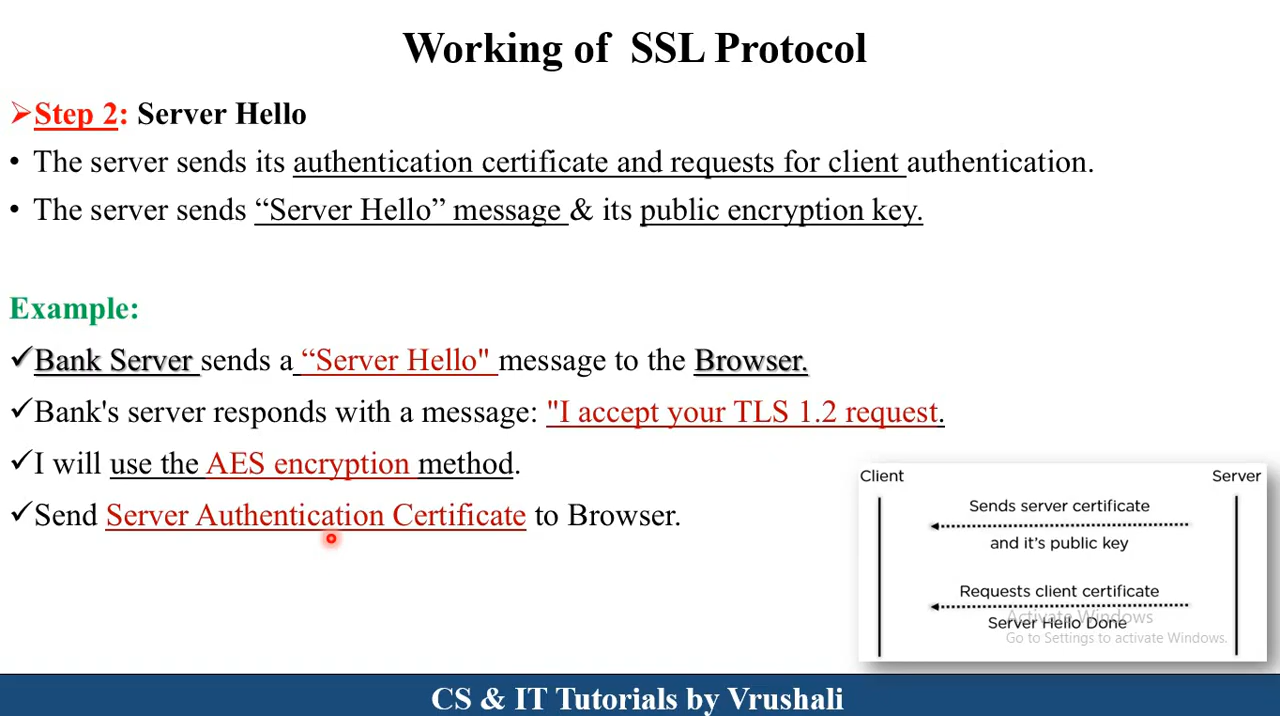 Working of SSL Protocol
➢Step 2: Server Hello
• The server sends its authentication certificate and requests for client authentication.
• The server sends “Server Hello” message & its public encryption key.
Example:
✓Bank Server sends a “Server Hello" message to the Browser.
✓Bank's server responds with a message: "I accept your TLS 1.2 request.
✓I will use the AES encryption method.
✓Send Server Authentication Certificate to Browser.
Client Server
Sends server certificate
and it's public key
Requests client certificate
Server Hello Done
Activate Windows
Go to Settings to activate Windows.
CS & IT Tutorials by Vrushali